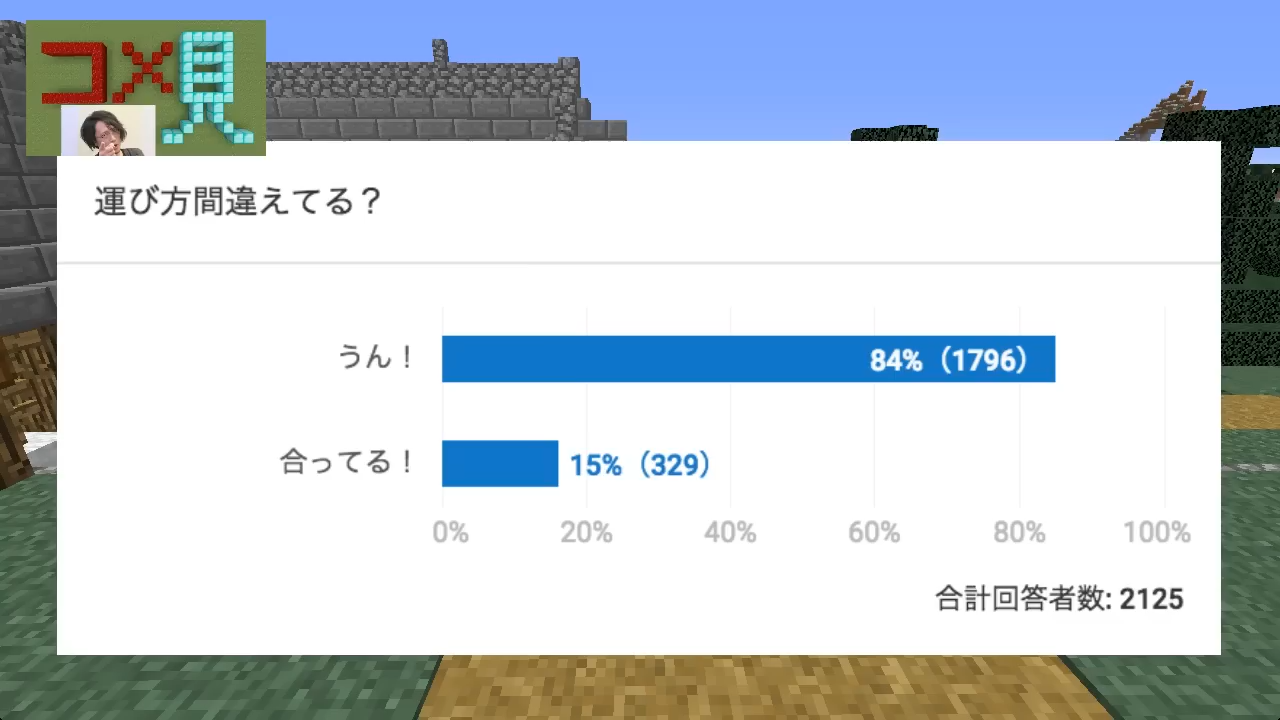 コメ貝
運び方間違えてる？
うん！
84%（1796）
合ってる！
15%（329）
0% 20% 40% 60% 80% 100%
合計回答者数: 2125